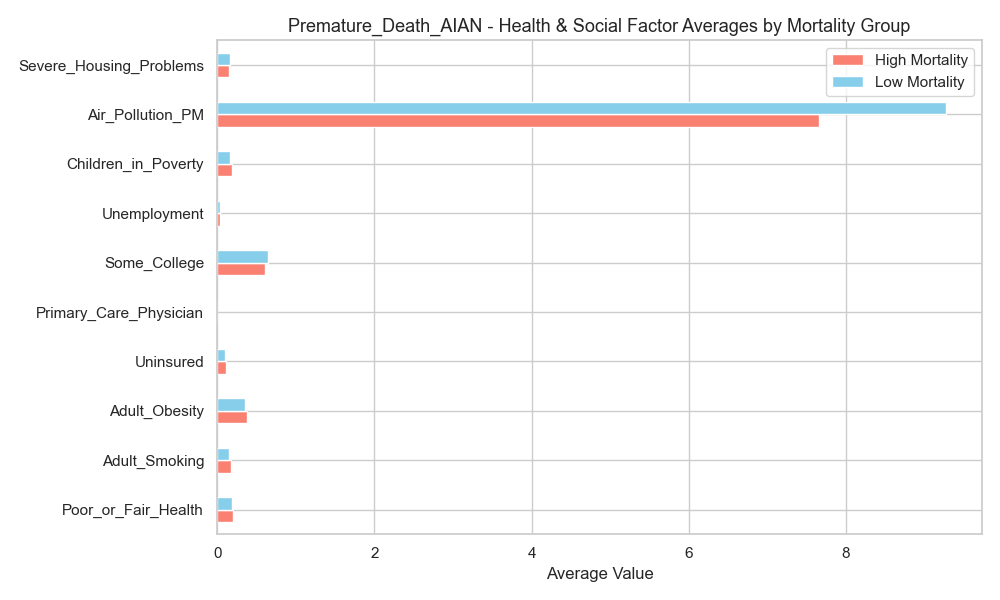 Premature_Death_AIAN - Health & Social Factor Averages by Mortality Group
High Mortality
Low Mortality
Severe_Housing_Problems
Air_Pollution_PM
Children_in_Poverty
Unemployment
Some_College
Primary_Care_Physician
Uninsured
Adult_Obesity
Adult_Smoking
Poor_or_Fair_Health
0 2 4 6 8
Average Value